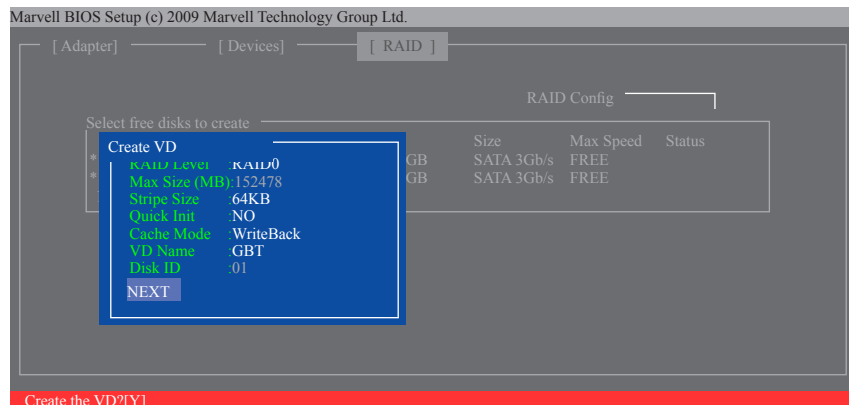 Marvell BIOS Setup (c) 2009 Marvell Technology Group Ltd.
[ Adapter] [ Devices] [ RAID ]
RAID Config
Select free disks to create
Size Max Speed Status
* GB SATA 3Gb/s FREE
* GB SATA 3Gb/s FREE
Create VD
RAID Level :RAID0
Max Size (MB):152478
Stripe Size :64KB
Quick Init :NO
Cache Mode :WriteBack
VD Name :GBT
Disk ID :01
NEXT
Create the VD?[Y]